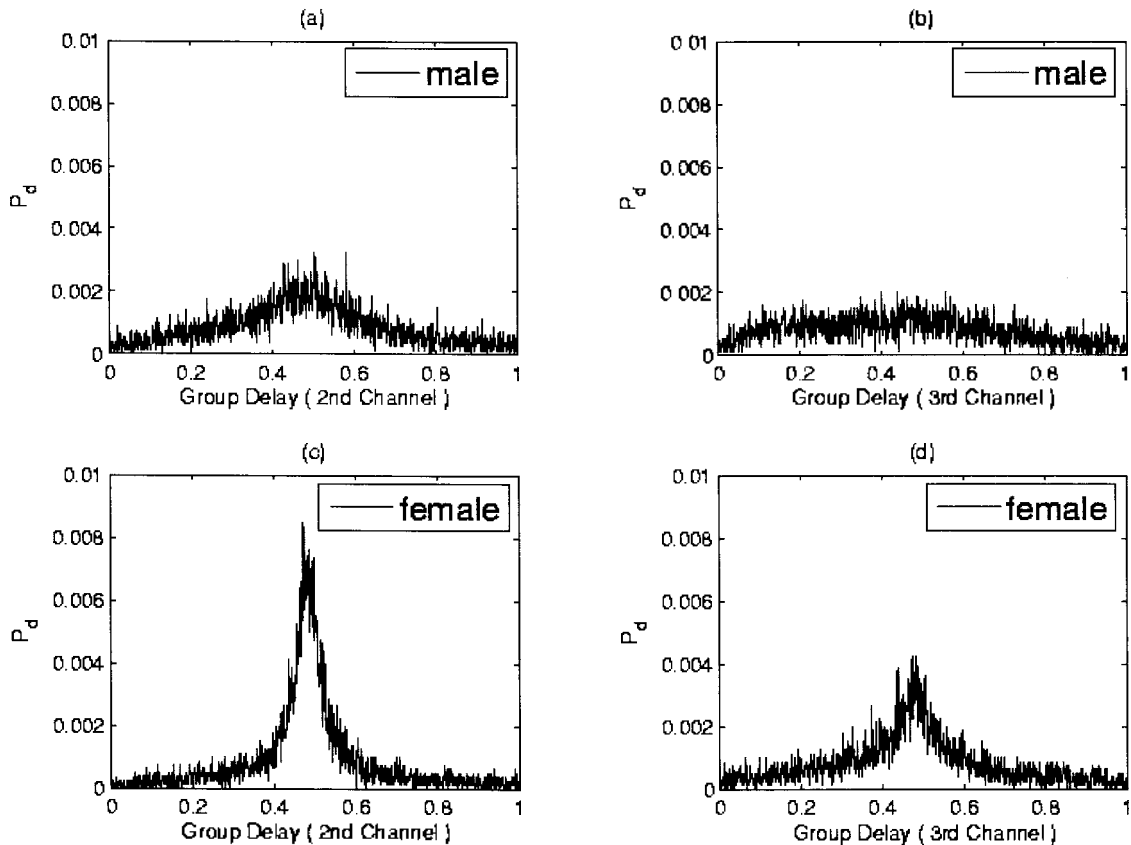 (a)
0.01
0.008
0.006
0.004
0.002
0
P_d
male
0 0.2 0.4 0.6 0.8 1
Group Delay ( 2nd Channel )
(b)
0.01
0.008
0.006
0.004
0.002
0
P_d
male
0 0.2 0.4 0.6 0.8 1
Group Delay ( 3rd Channel )
(c)
0.01
0.008
0.006
0.004
0.002
0
P_d
female
0 0.2 0.4 0.6 0.8 1
Group Delay ( 2nd Channel )
(d)
0.01
0.008
0.006
0.004
0.002
0
P_d
female
0 0.2 0.4 0.6 0.8 1
Group Delay ( 3rd Channel )